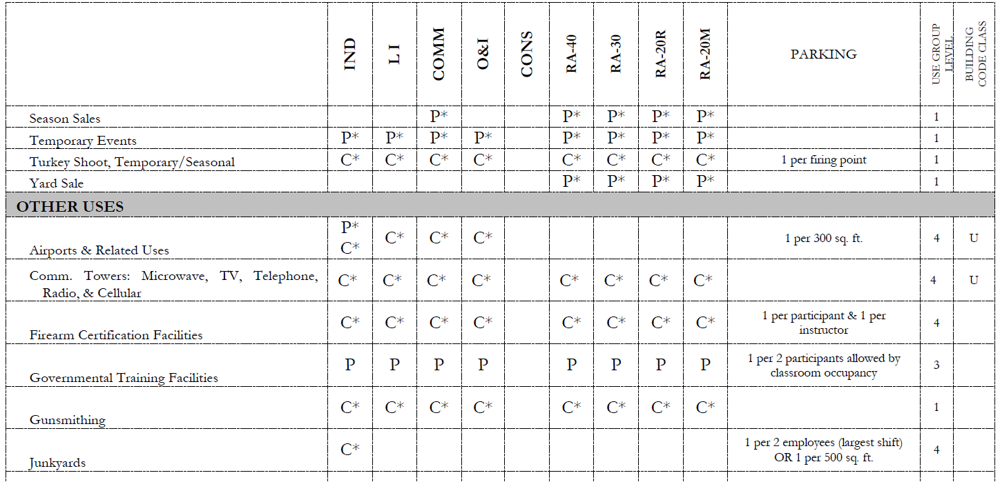 IND L I COMM O&I CONS RA-40 RA-30 RA-20R RA-20M PARKING USE GROUP LEVEL BUILDING CODE CLASS
Season Sales P* P* P* P* P* 1
Temporary Events P* P* P* P* P* P* P* P* 1
Turkey Shoot, Temporary/Seasonal C* C* C* C* C* C* C* C* 1 per firing point 1
Yard Sale P* P* P* P* 1
OTHER USES
P*
Airports & Related Uses C* C* C* C* 1 per 300 sq. ft. 4 U
Comm. Towers: Microwave, TV, Telephone,
Radio, & Cellular C* C* C* C* C* C* C* C* 4 U
Firearm Certification Facilities C* C* C* C* C* C* C* C* 1 per participant & 1 per
instructor 4
Governmental Training Facilities P P P P P P P P 1 per 2 participants allowed by
classroom occupancy 3
Gunsmithing C* C* C* C* C* C* C* C* 1
Junkyards C* 1 per 2 employees (largest shift)
OR 1 per 500 sq. ft. 4